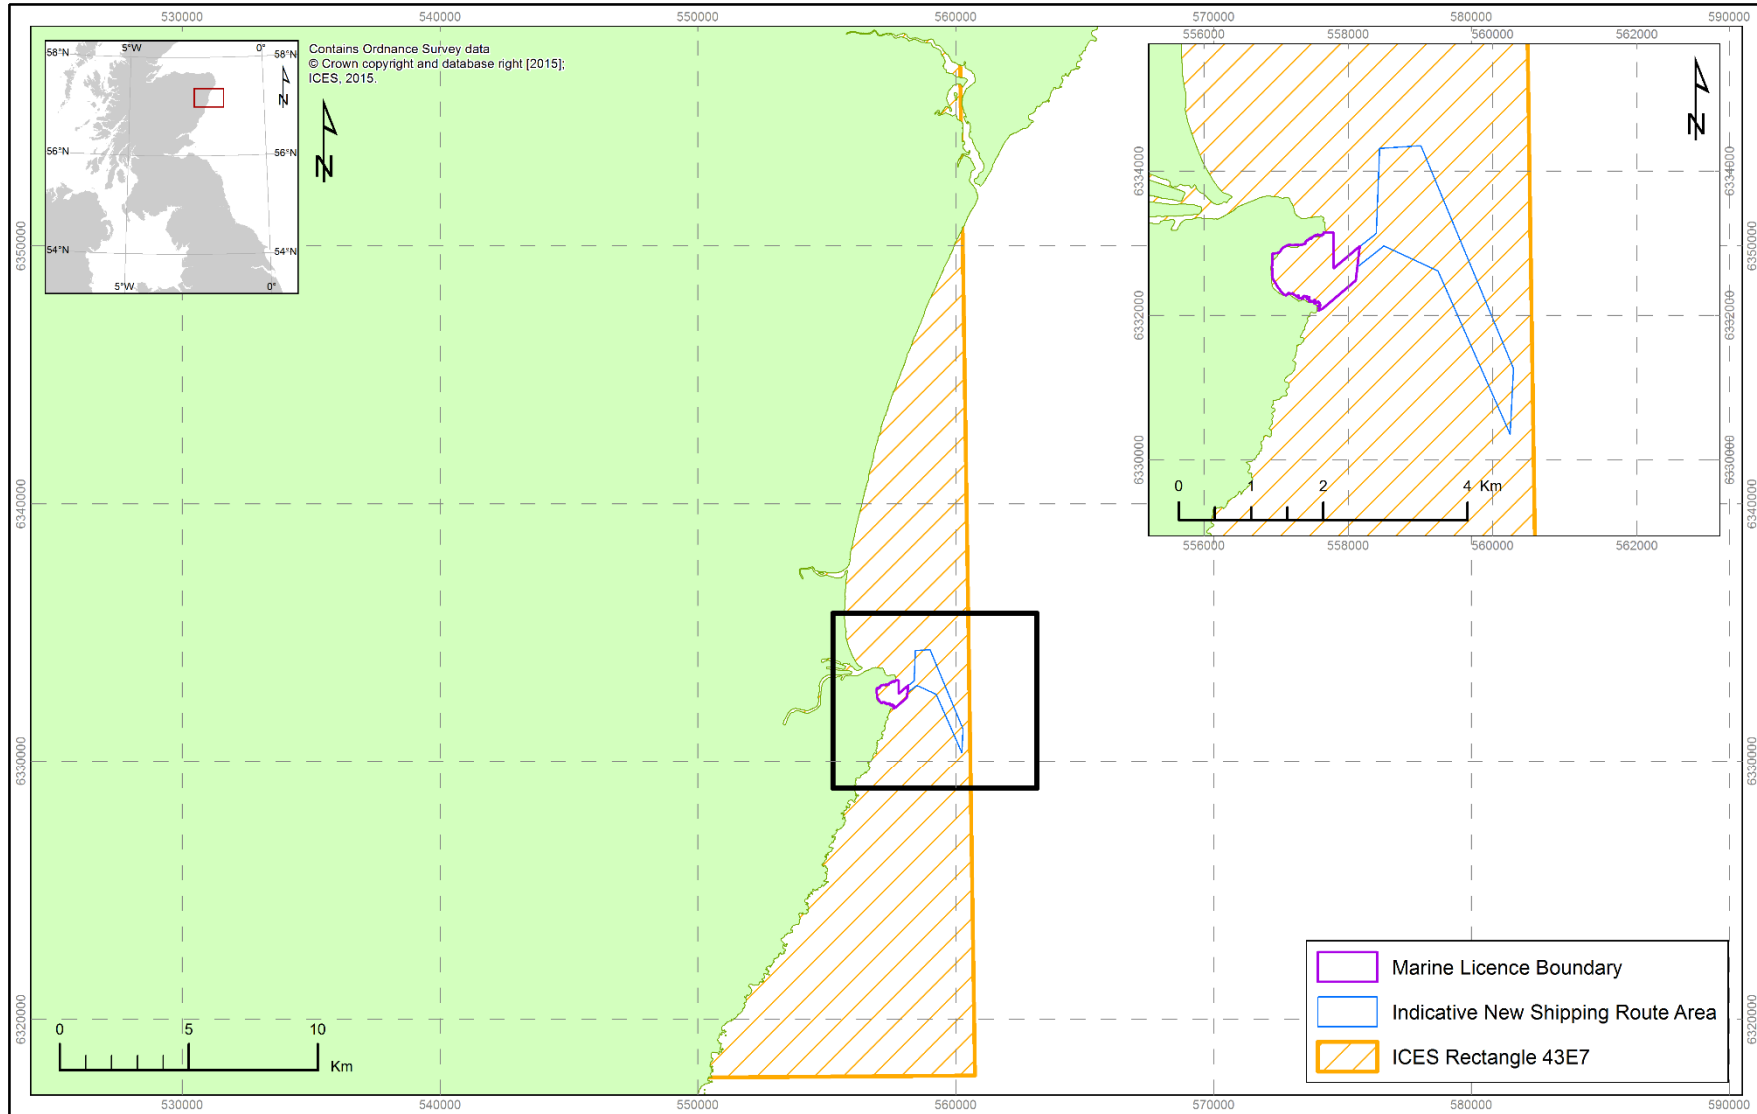 530000 540000 550000 560000 570000 580000 590000
58°N 5°W 0° 58°N
Contains Ordnance Survey data
© Crown copyright and database right [2015];
ICES, 2015.
N
N
56°N 56°N
54°N 54°N
5°W 0°
556000 558000 560000 562000
N
6334000 6334000
6332000 6332000
6330000 6330000
0 1 2 4 Km
556000 558000 560000 562000
6350000 6350000
6340000 6340000
6330000 6330000
6320000 6320000
0 5 10
Km
Marine Licence Boundary
Indicative New Shipping Route Area
ICES Rectangle 43E7
530000 540000 550000 560000 570000 580000 590000